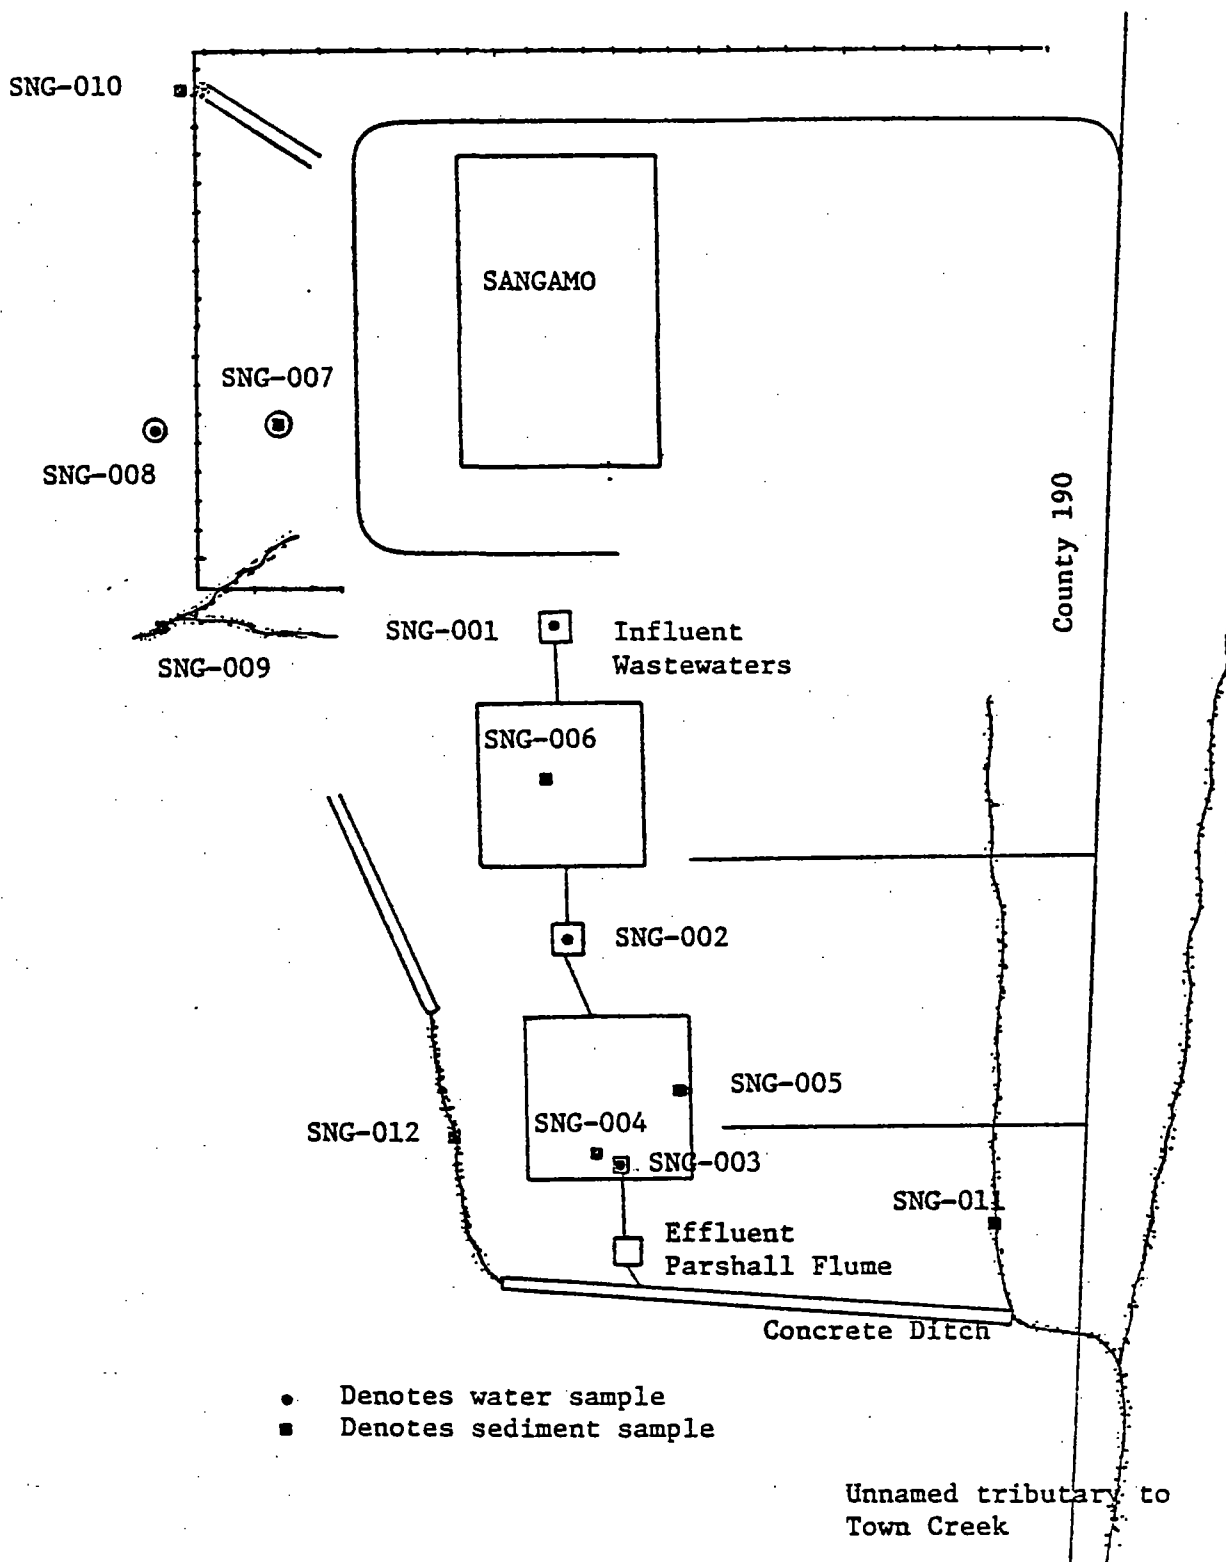 SNG-010
SANGAMO
SNG-007
SNG-008
County 190
SNG-001
Influent
Wastewaters
SNG-009
SNG-006
SNG-002
SNG-005
SNG-004
SNG-012
SNG-003
SNG-011
Effluent
Parshall Flume
Concrete Ditch
Denotes water sample
Denotes sediment sample
Unnamed tributary to
Town Creek